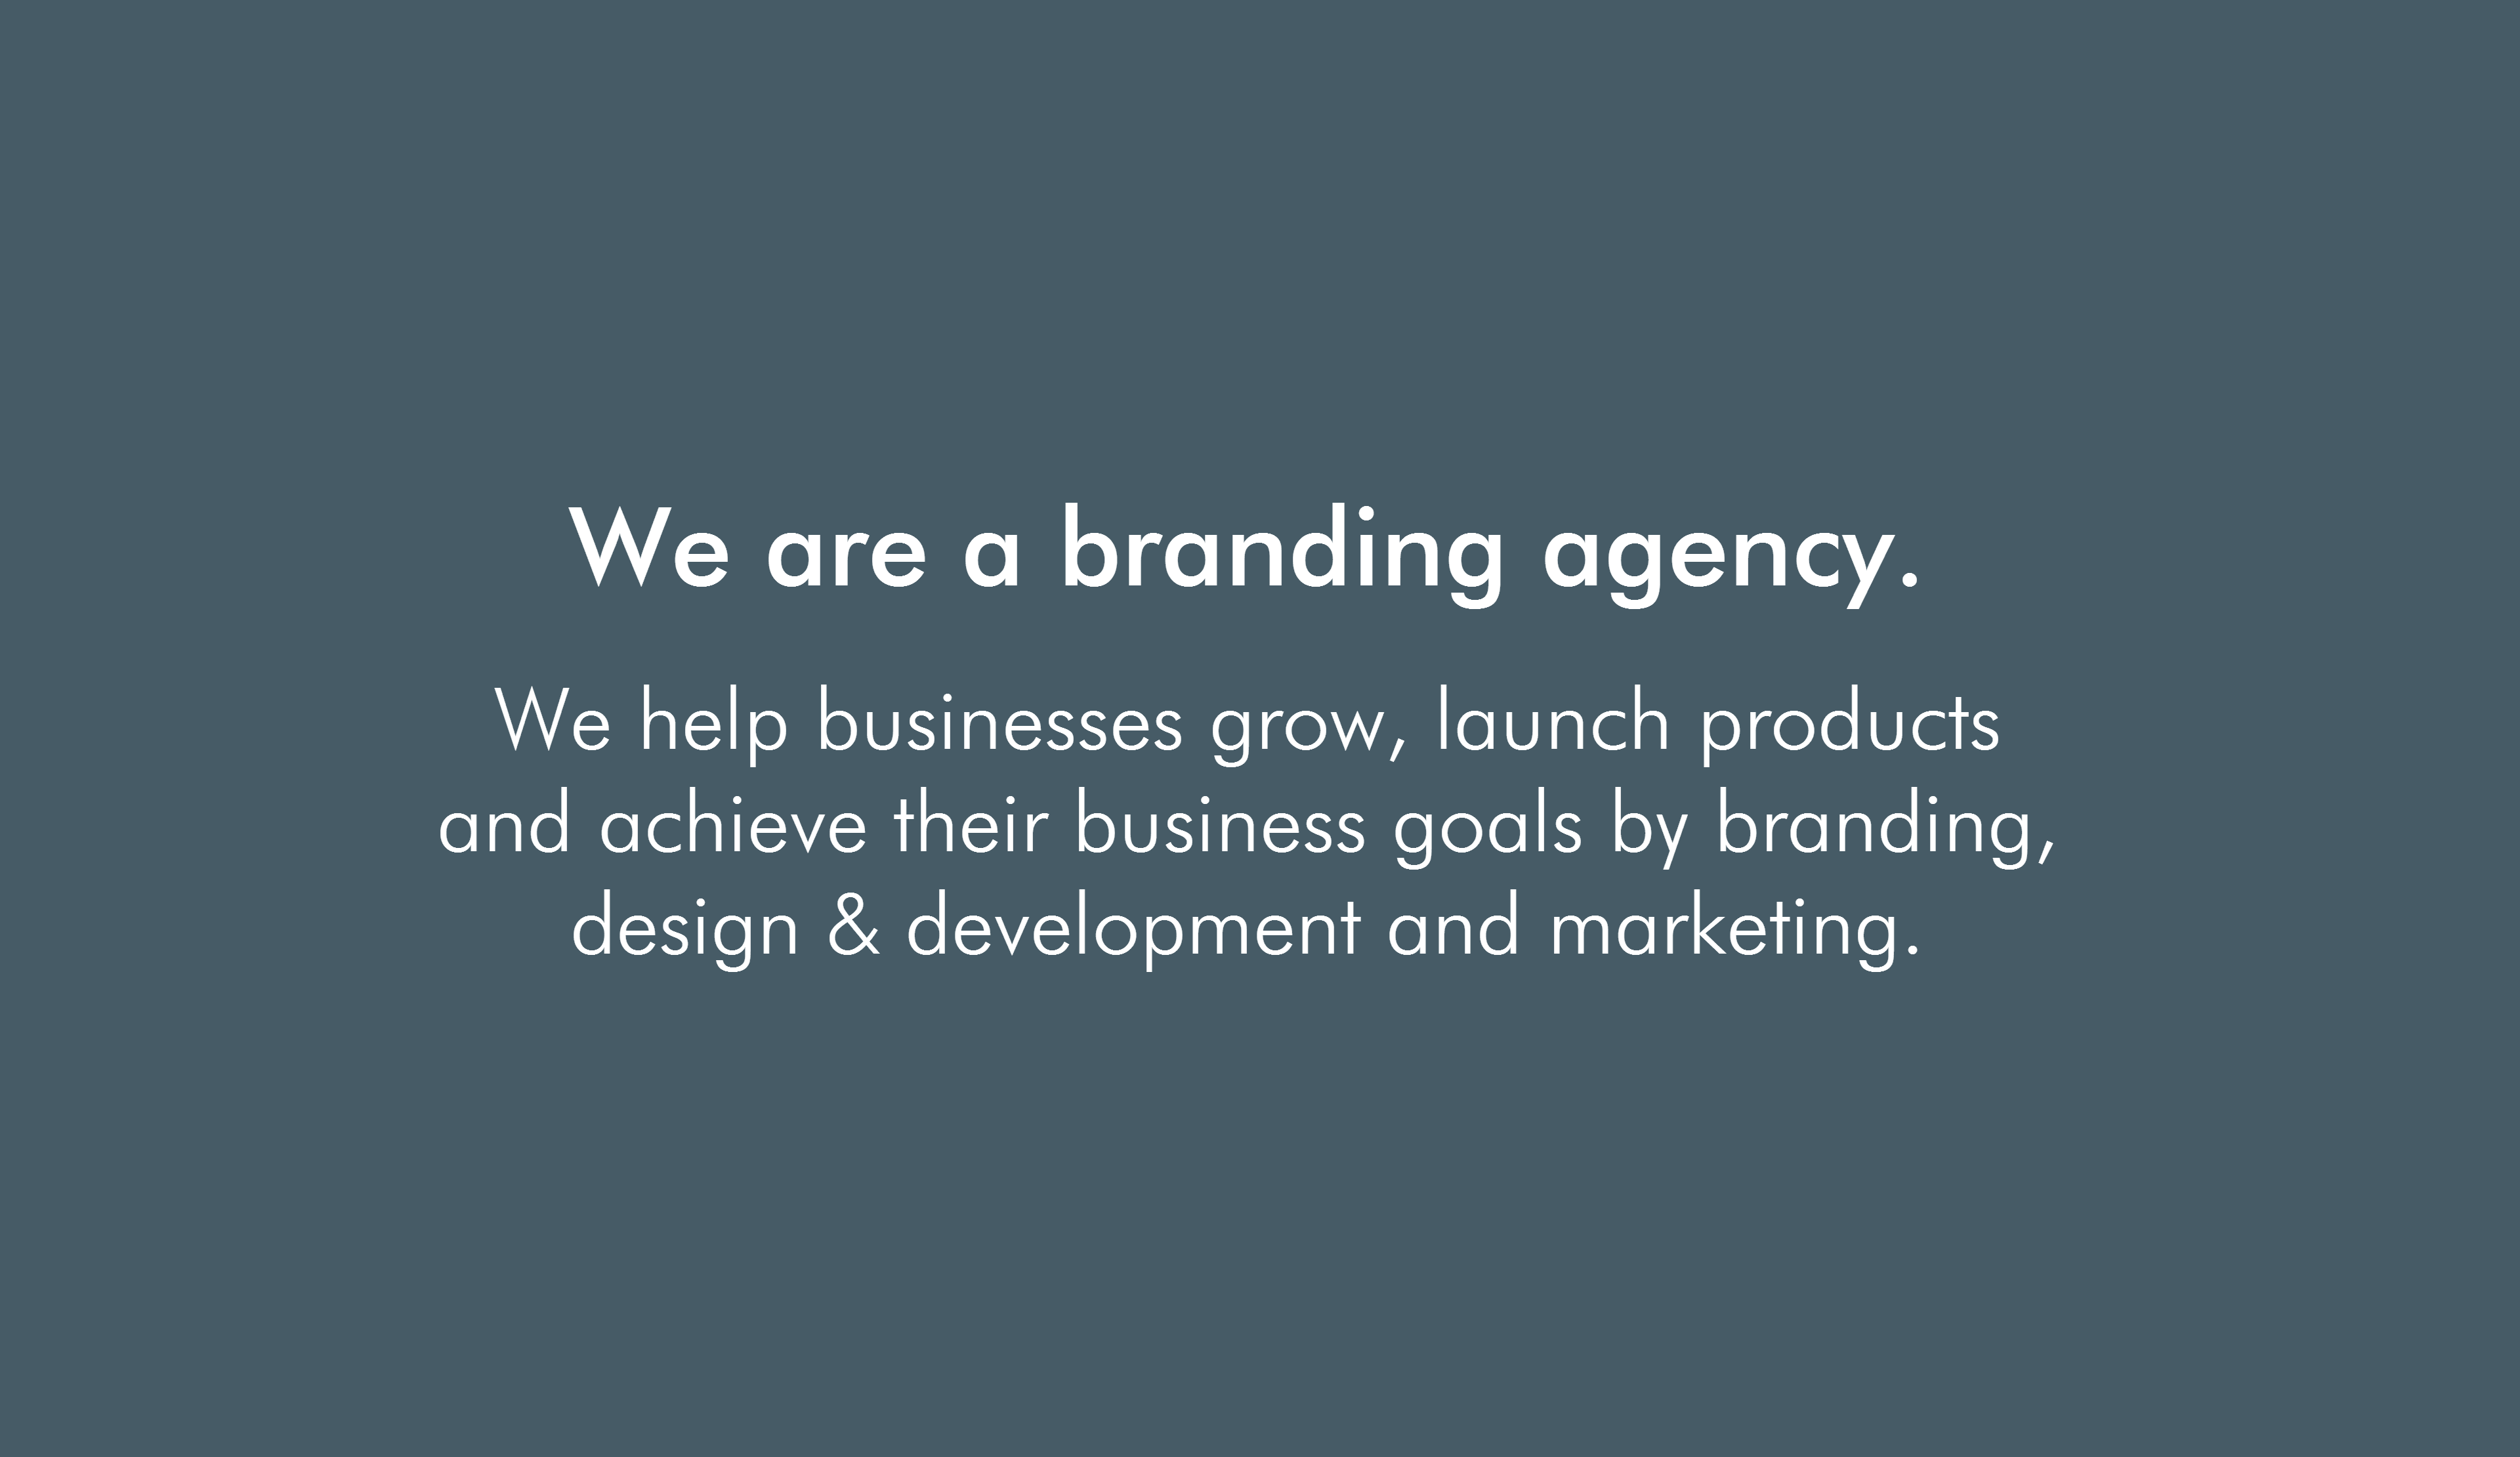 We are a branding agency.
We help businesses grow, launch products
and achieve their business goals by branding,
design & development and marketing.